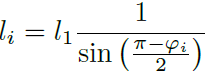 l_i = l_1 \frac{1}{\sin\left(\frac{\pi - \varphi_i}{2}\right)}